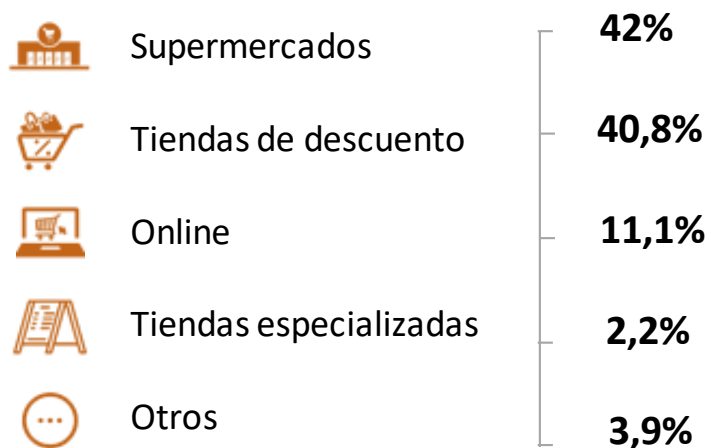 Supermercados 42%
Tiendas de descuento 40,8%
Online 11,1%
Tiendas especializadas 2,2%
Otros 3,9%